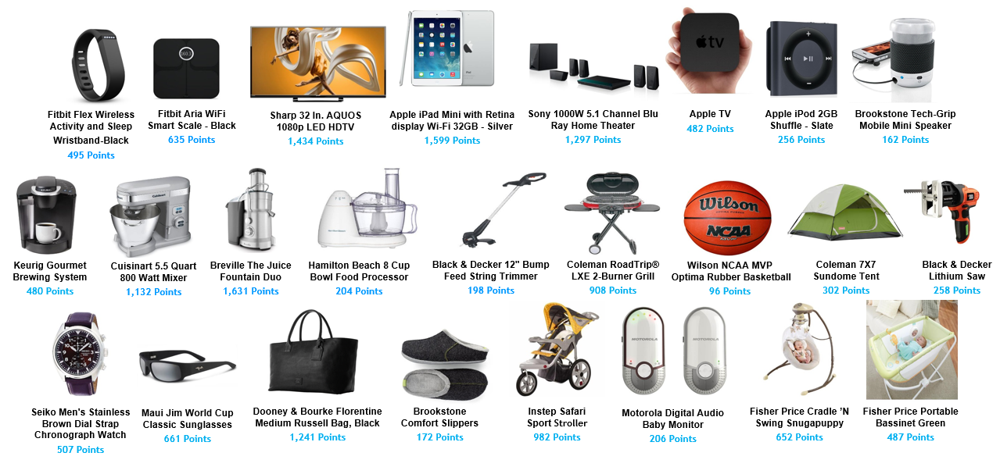 Fitbit Flex Wireless
Activity and Sleep
Wristband-Black
495 Points
Fitbit Aria WiFi
Smart Scale - Black
635 Points
Sharp 32 In. AQUOS
1080p LED HDTV
1,434 Points
Apple iPad Mini with Retina
display Wi-Fi 32GB - Silver
1,599 Points
Sony 1000W 5.1 Channel Blu
Ray Home Theater
1,297 Points
tv
Apple TV
482 Points
Apple iPod 2GB
Shuffle - Slate
256 Points
Brookstone Tech-Grip
Mobile Mini Speaker
162 Points
KEURIG
Keurig Gourmet
Brewing System
480 Points
Cuisinart
Cuisinart 5.5 Quart
800 Watt Mixer
1,132 Points
Breville The Juice
Fountain Duo
1,631 Points
Hamilton Beach 8 Cup
Bowl Food Processor
204 Points
Black & Decker 12" Bump
Feed String Trimmer
198 Points
Coleman RoadTrip®
LXE 2-Burner Grill
908 Points
Wilson
NCAA
Wilson NCAA MVP
Optima Rubber Basketball
96 Points
Coleman 7X7
Sundome Tent
302 Points
Black & Decker
Lithium Saw
258 Points
Seiko Men's Stainless
Brown Dial Strap
Chronograph Watch
507 Points
Maui Jim World Cup
Classic Sunglasses
661 Points
Dooney & Bourke Florentine
Medium Russell Bag, Black
1,241 Points
Brookstone
Comfort Slippers
172 Points
Instep Safari
Sport Stroller
982 Points
MOTOROLA
MOTOROLA
Motorola Digital Audio
Baby Monitor
206 Points
Fisher Price Cradle ’N
Swing Snugapuppy
652 Points
Fisher Price Portable
Bassinet Green
487 Points